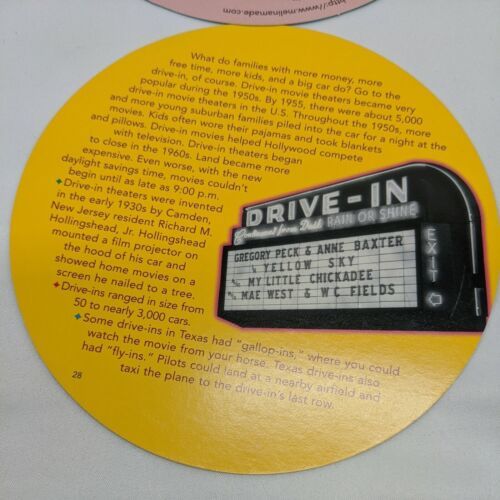 http://www.melinamade.com
What do families with more money, more
free time, more kids, and a big car do? Go to the
drive-in, of course. Drive-in movie theaters became very
popular during the 1950s. By 1955, there were about 5,000
drive-in movie theaters in the U.S. Throughout the 1950s, more
and more young suburban families piled into the car for a night at the
movies. Kids often wore their pajamas and took blankets
and pillows. Drive-in movies helped Hollywood compete
with television. Drive-in theaters began
to close in the 1960s. Land became more
expensive. Even worse, with the new
daylight savings time, movies couldn't
begin until as late as 9:00 p.m.
Drive-in theaters were invented
in the early 1930s by Camden,
New Jersey resident Richard M.
Hollingshead, Jr. Hollingshead
mounted a film projector on
the hood of his car and
showed home movies on a
screen he nailed to a tree.
Drive-ins ranged in size from
50 to nearly 3,000 cars.
Some drive-ins in Texas had "gallop-ins," where you could
watch the movie from your horse. Texas drive-ins also
had "fly-ins." Pilots could land at a nearby airfield and
taxi the plane to the drive-in's last row.
28
DRIVE-IN
Continuous from Dusk RAIN OR SHINE
GREGORY PECK & ANNE BAXTER
YELLOW SKY
MY LITTLE CHICKADEE
MAE WEST & W C FIELDS
EXIT